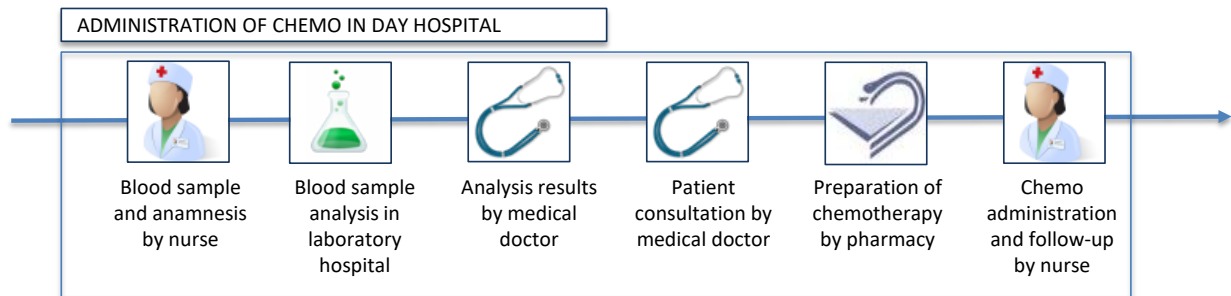 ADMINISTRATION OF CHEMO IN DAY HOSPITAL
Blood sample
and anamnesis
by nurse
Blood sample
analysis in
laboratory
hospital
Analysis results
by medical
doctor
Patient
consultation by
medical doctor
Preparation of
chemotherapy
by pharmacy
Chemo
administration
and follow-up
by nurse